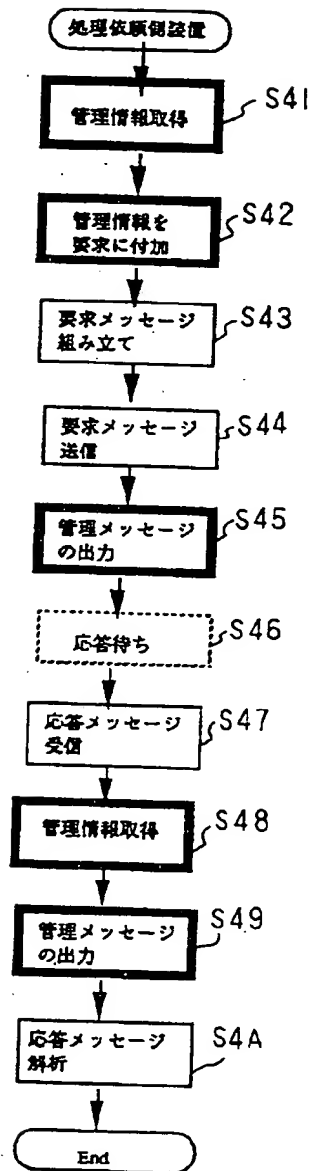 処理依頼側装置
管理情報取得
S41
管理情報を
要求に付加
S42
要求メッセージ
組み立て
S43
要求メッセージ
送信
S44
管理メッセージ
の出力
S45
応答待ち
S46
応答メッセージ
受信
S47
管理情報取得
S48
管理メッセージ
の出力
S49
応答メッセージ
解析
S4A
End